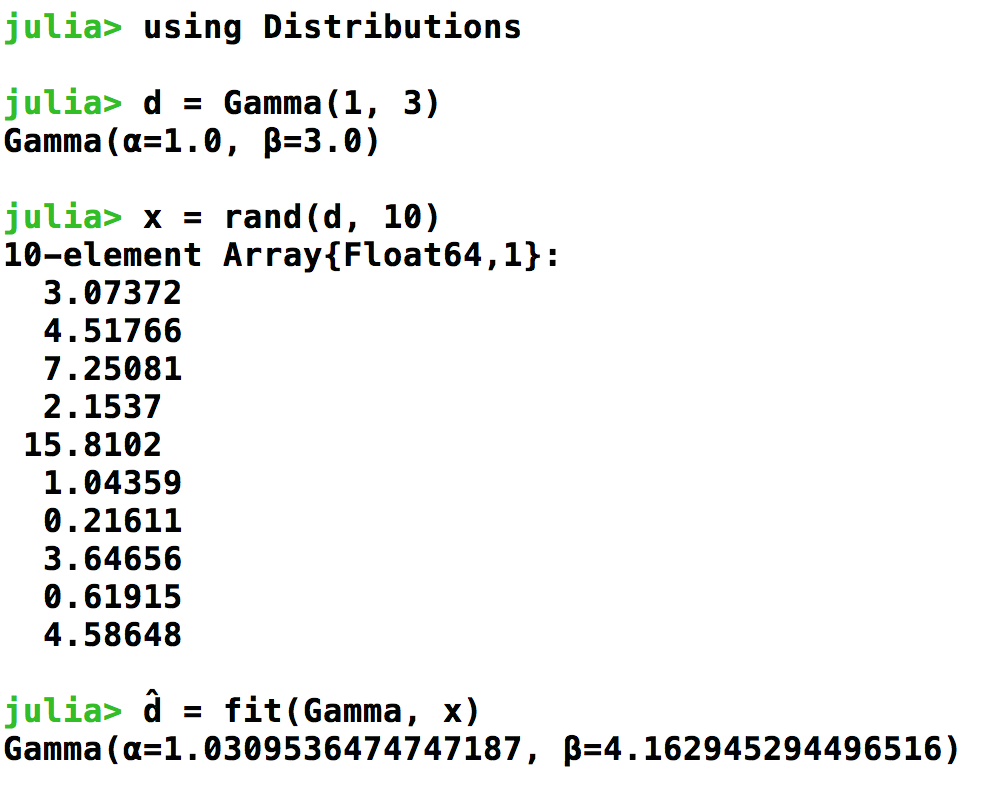 julia> using Distributions
julia> d = Gamma(1, 3)
Gamma(α=1.0, β=3.0)
julia> x = rand(d, 10)
10-element Array{Float64,1}:
3.07372
4.51766
7.25081
2.1537
15.8102
1.04359
0.21611
3.64656
0.61915
4.58648
julia> d̂ = fit(Gamma, x)
Gamma(α=1.0309536474747187, β=4.162945294496516)